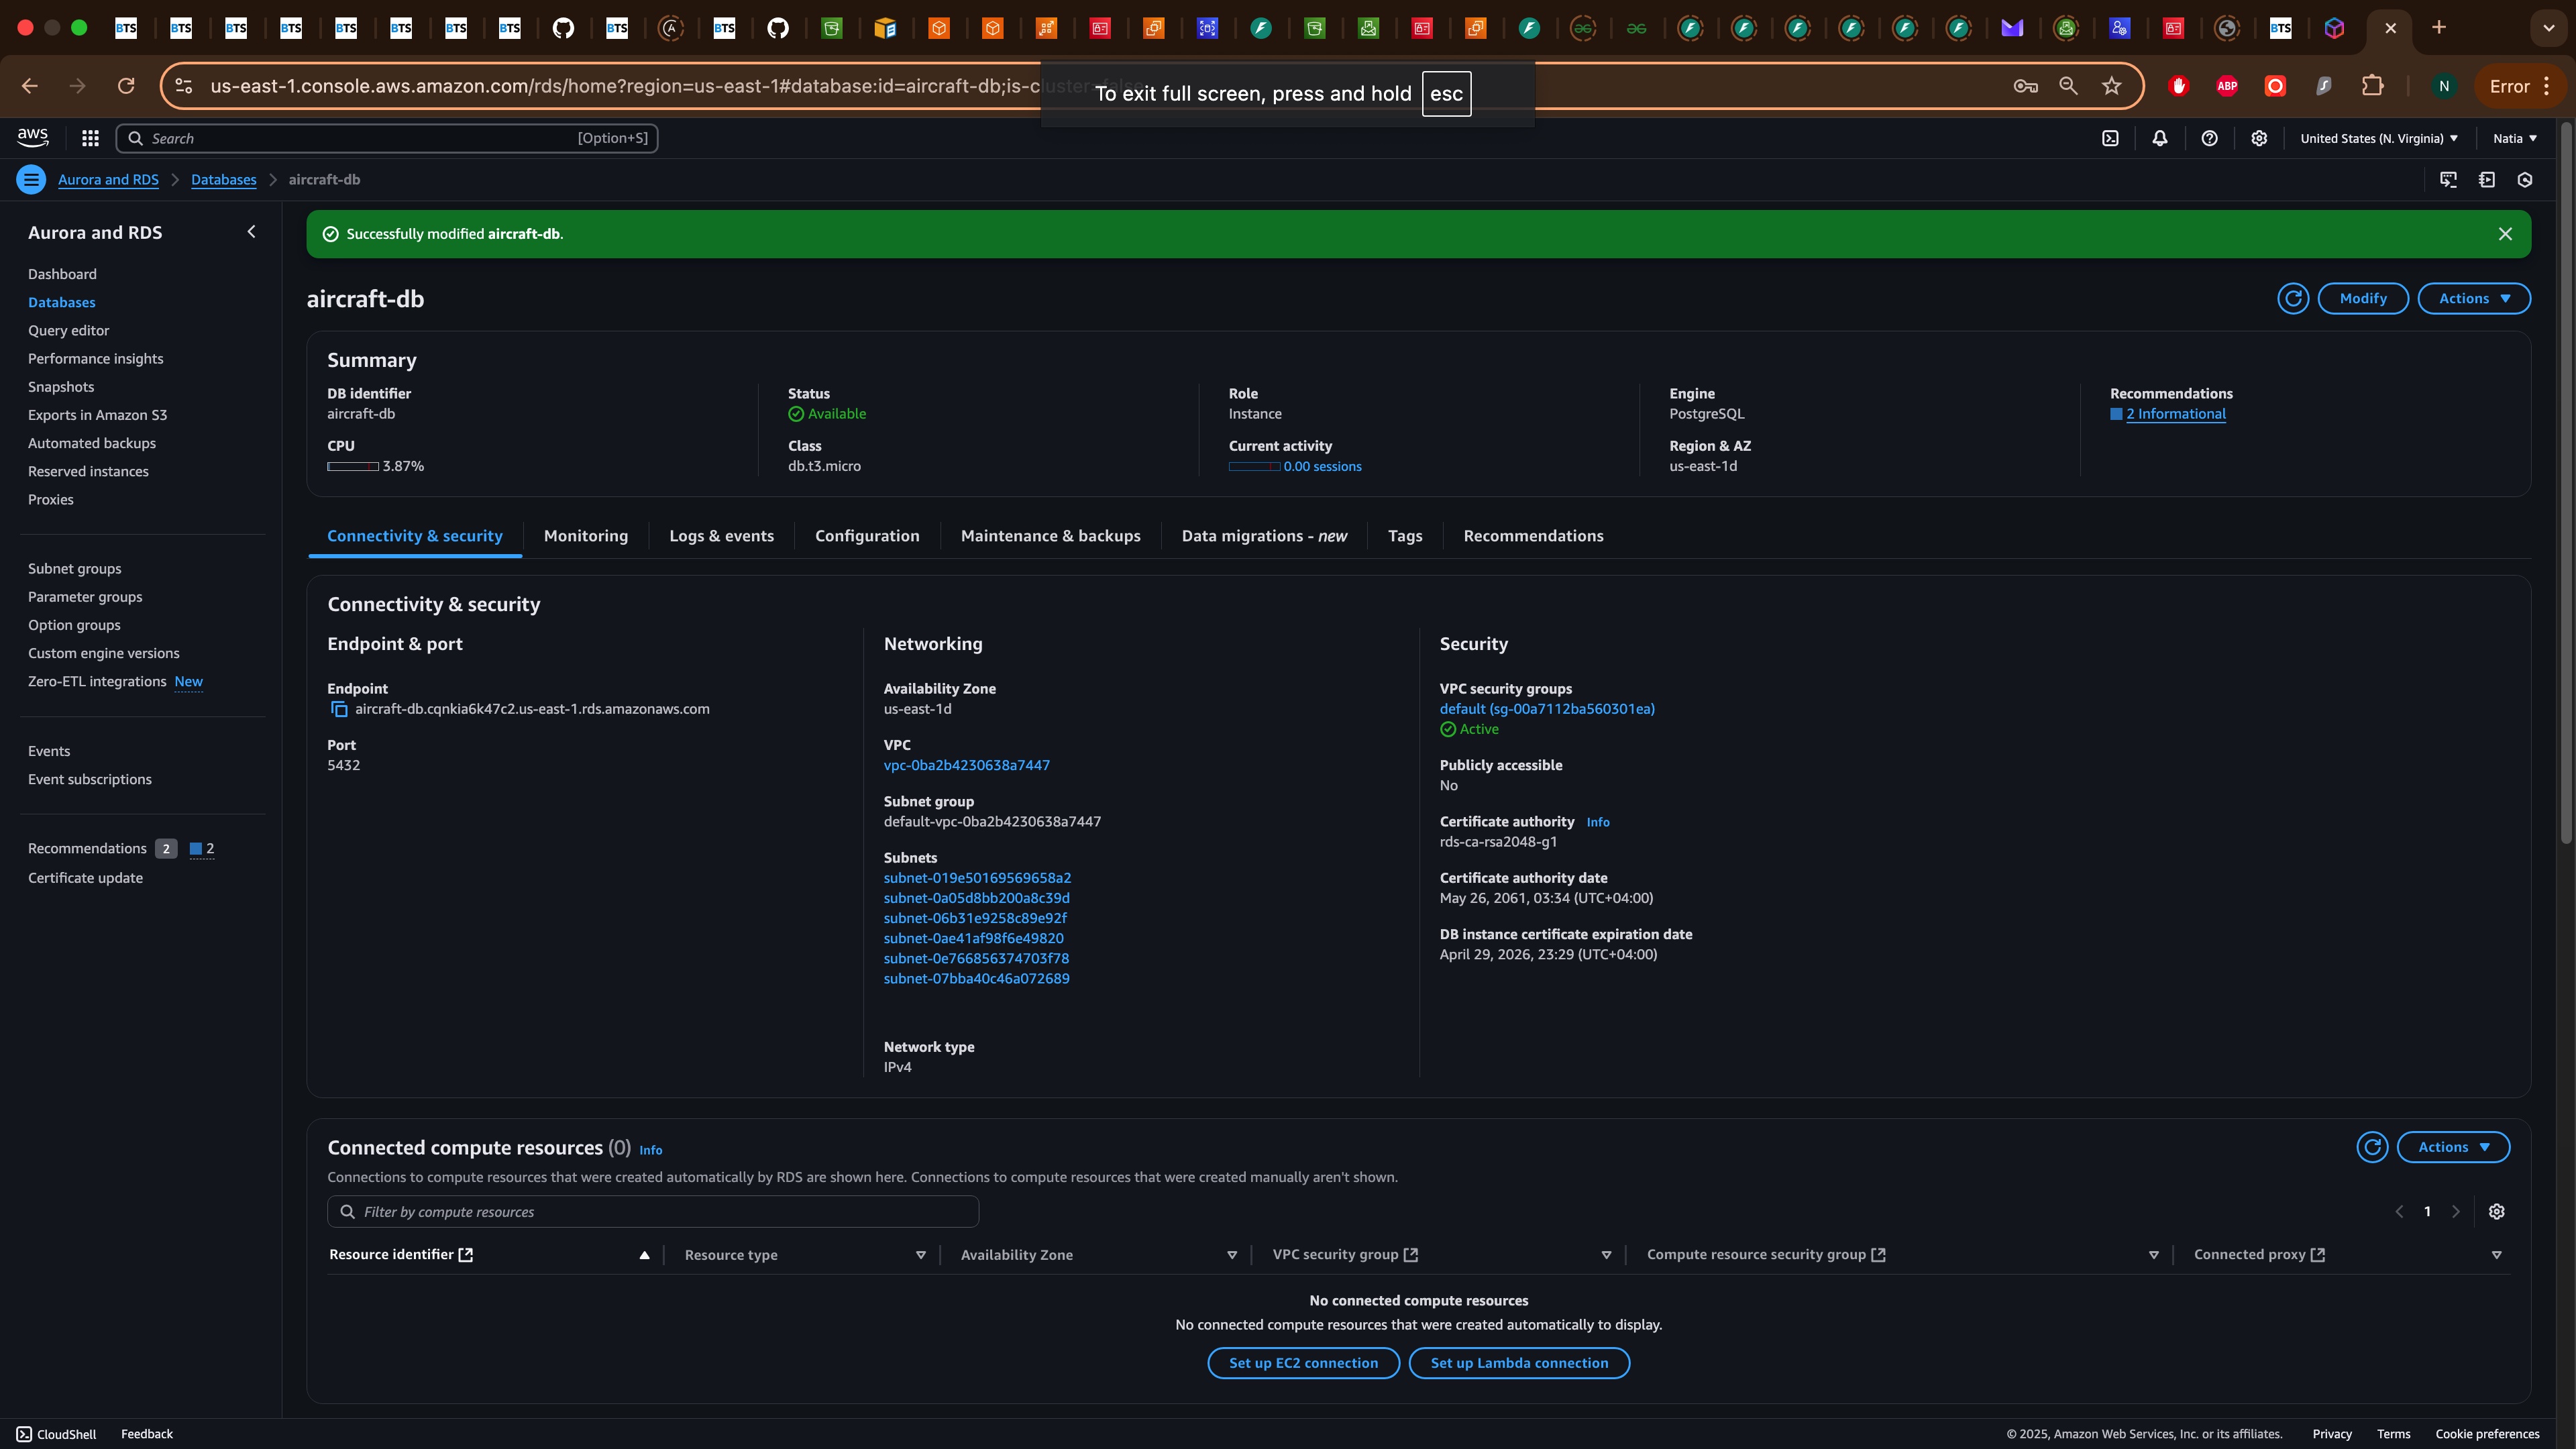 BTS BTS BTS BTS BTS BTS BTS BTS BTS A BTS ABP BTS
us-east-1.console.aws.amazon.com/rds/home?region=us-east-1#database:id=aircraft-db;is-cluster=false
To exit full screen, press and hold esc
ABP
N
Error
aws
Search
[Option+S]
United States (N. Virginia)
Natia
Aurora and RDS
Databases
aircraft-db
Aurora and RDS
Dashboard
Databases
Query editor
Performance insights
Snapshots
Exports in Amazon S3
Automated backups
Reserved instances
Proxies
Subnet groups
Parameter groups
Option groups
Custom engine versions
Zero-ETL integrations New
Events
Event subscriptions
Recommendations 2 2
Certificate update
Successfully modified aircraft-db.
aircraft-db
Modify
Actions
Summary
DB identifier
aircraft-db
CPU
3.87%
Status
Available
Class
db.t3.micro
Role
Instance
Current activity
0.00 sessions
Engine
PostgreSQL
Region & AZ
us-east-1d
Recommendations
2 Informational
Connectivity & security
Monitoring
Logs & events
Configuration
Maintenance & backups
Data migrations - new
Tags
Recommendations
Connectivity & security
Endpoint & port
Endpoint
aircraft-db.cqnkia6k47c2.us-east-1.rds.amazonaws.com
Port
5432
Networking
Availability Zone
us-east-1d
VPC
vpc-0ba2b4230638a7447
Subnet group
default-vpc-0ba2b4230638a7447
Subnets
subnet-019e50169569658a2
subnet-0a05d8bb200a8c39d
subnet-06b31e9258c89e92f
subnet-0ae41af98f6e49820
subnet-0e766856374703f78
subnet-07bba40c46a072689
Network type
IPv4
Security
VPC security groups
default (sg-00a7112ba560301ea)
Active
Publicly accessible
No
Certificate authority Info
rds-ca-rsa2048-g1
Certificate authority date
May 26, 2061, 03:34 (UTC+04:00)
DB instance certificate expiration date
April 29, 2026, 23:29 (UTC+04:00)
Connected compute resources (0) Info
Actions
Connections to compute resources that were created automatically by RDS are shown here. Connections to compute resources that were created manually aren't shown.
Filter by compute resources
1
Resource identifier
Resource type
Availability Zone
VPC security group
Compute resource security group
Connected proxy
No connected compute resources
No connected compute resources that were created automatically to display.
Set up EC2 connection
Set up Lambda connection
CloudShell
Feedback
© 2025, Amazon Web Services, Inc. or its affiliates.
Privacy
Terms
Cookie preferences